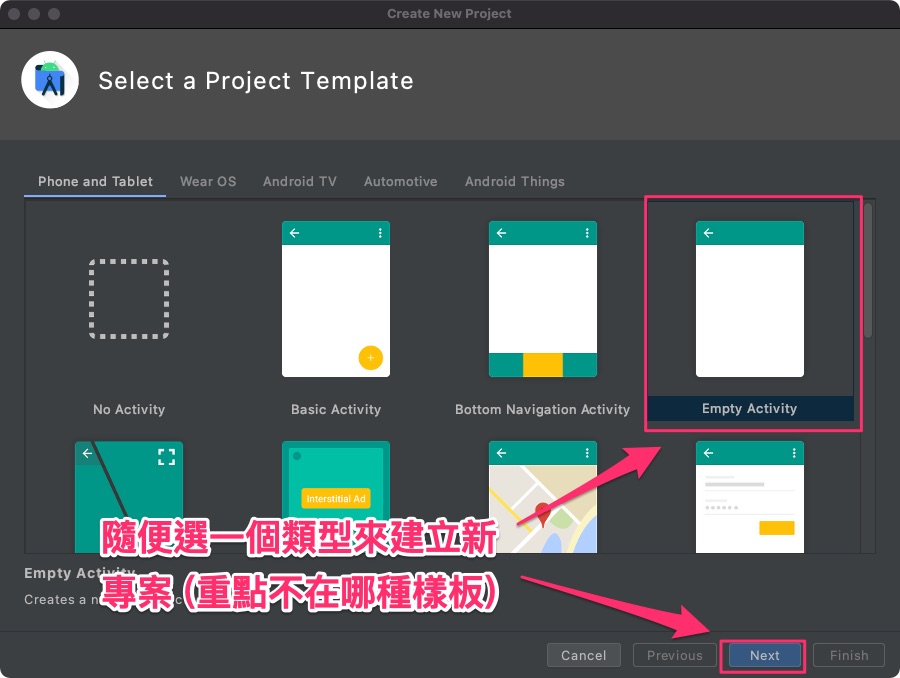 Create New Project
Select a Project Template
Phone and Tablet
Wear OS
Android TV
Automotive
Android Things
No Activity
Basic Activity
Bottom Navigation Activity
Empty Activity
Interstitial Ad
隨便選一個類型來建立新
專案(重點不在哪種樣板)
Empty Activity
Creates a
Cancel
Previous
Next
Finish